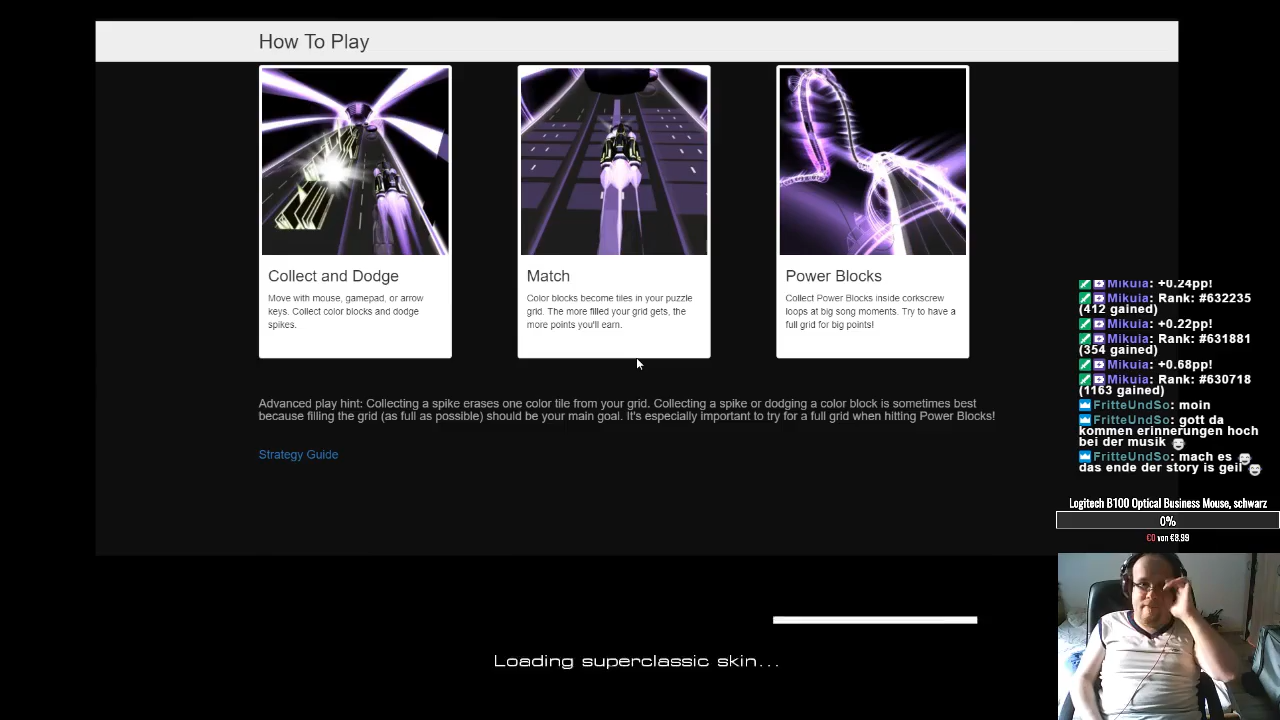 How To Play
Collect and Dodge
Move with mouse, gamepad, or arrow
keys. Collect color blocks and dodge
spikes.
Match
Color blocks become tiles in your puzzle
grid. The more filled your grid gets, the
more points you'll earn.
Power Blocks
Collect Power Blocks inside corkscrew
loops at big song moments. Try to have a
full grid for big points!
Advanced play hint: Collecting a spike erases one color tile from your grid. Collecting a spike or dodging a color block is sometimes best
because filling the grid (as full as possible) should be your main goal. It's especially important to try for a full grid when hitting Power Blocks!
Strategy Guide
Loading superclassic skin...
Mikuia: +0.24pp!
Mikuia: Rank: #632235
(412 gained)
Mikuia: +0.22pp!
Mikuia: Rank: #631881
(354 gained)
Mikuia: +0.68pp!
Mikuia: Rank: #630718
(1163 gained)
FritteUndSo: moin
FritteUndSo: gott da
kommen erinnerungen hoch
bei der musik
FritteUndSo: mach es
das ende der story is geil
Logitech B100 Optical Business Mouse, schwarz
0%
€0 von €8.99